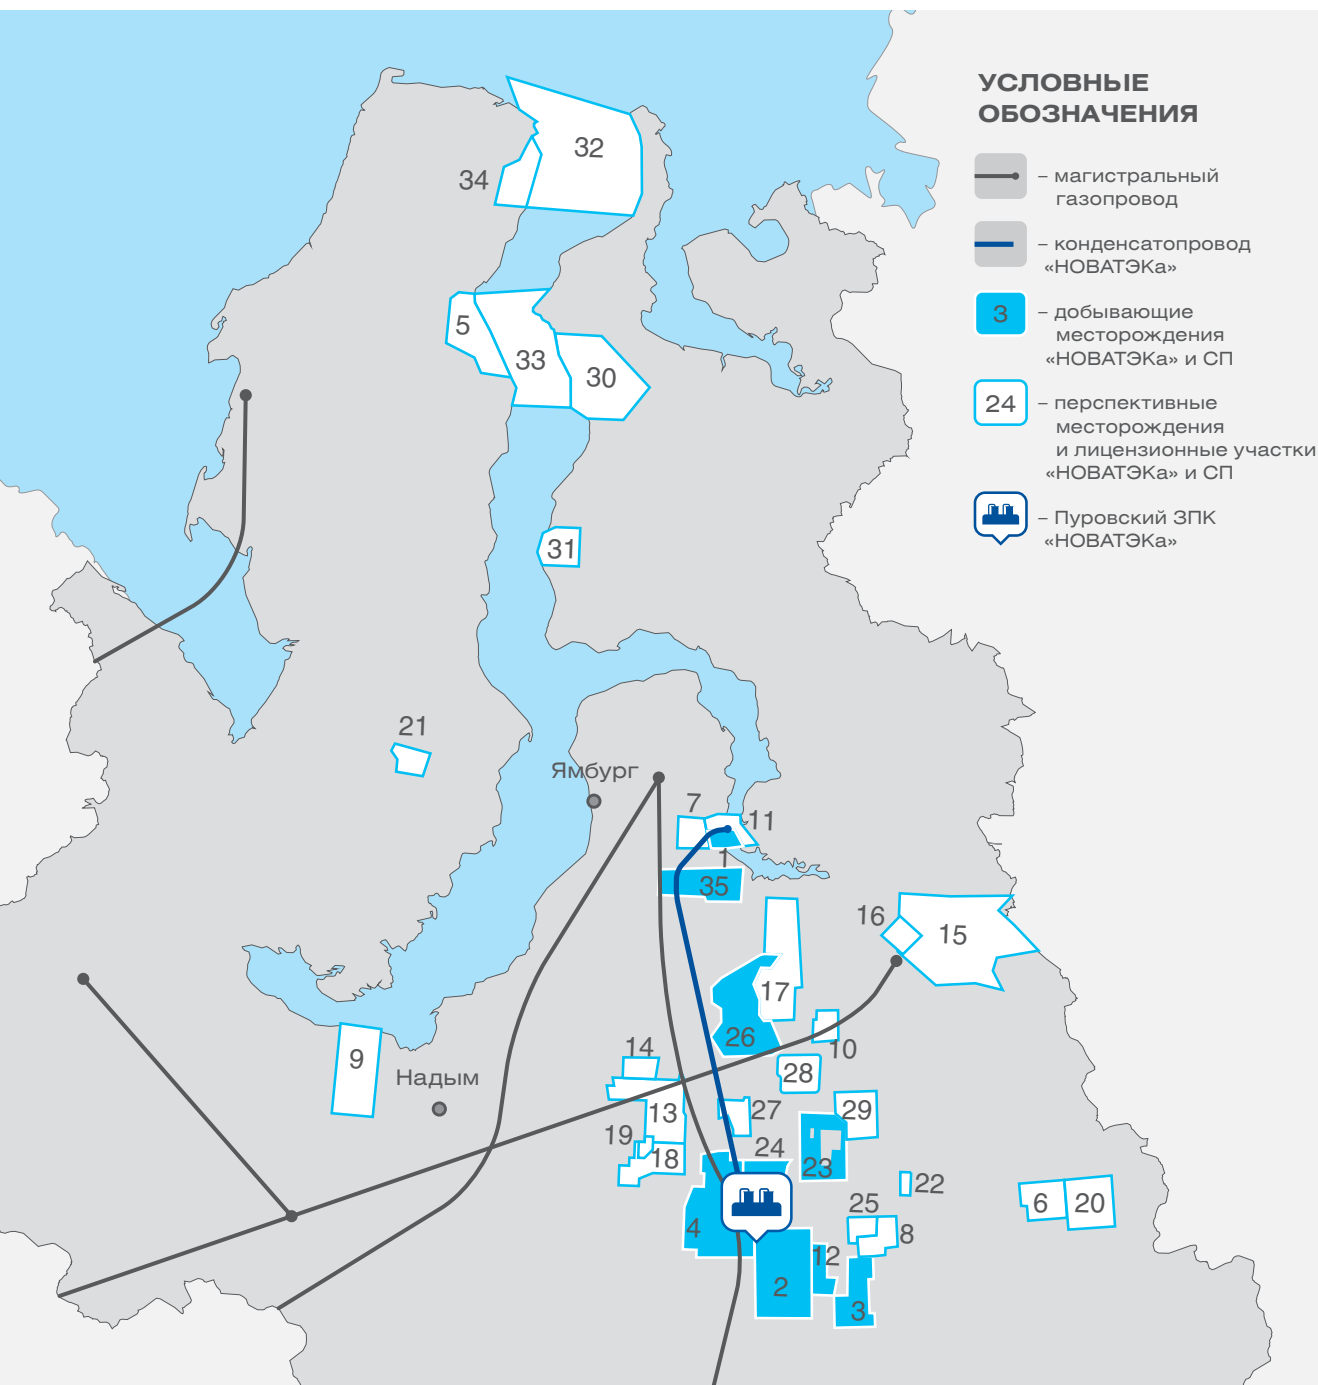 УСЛОВНЫЕ
ОБОЗНАЧЕНИЯ
– магистральный
газопровод
– конденсатопровод
«НОВАТЭКа»
3
– добывающие
месторождения
«НОВАТЭКа» и СП
24
– перспективные
месторождения
и лицензионные участки
«НОВАТЭКа» и СП
– Пуровский ЗПК
«НОВАТЭКа»
32
34
5
33
30
31
21
Ямбург
7
11
1
35
16
15
17
26
10
14
9
Надым
28
13
27
29
19
18
24
23
22
6
20
25
4
8
12
2
3